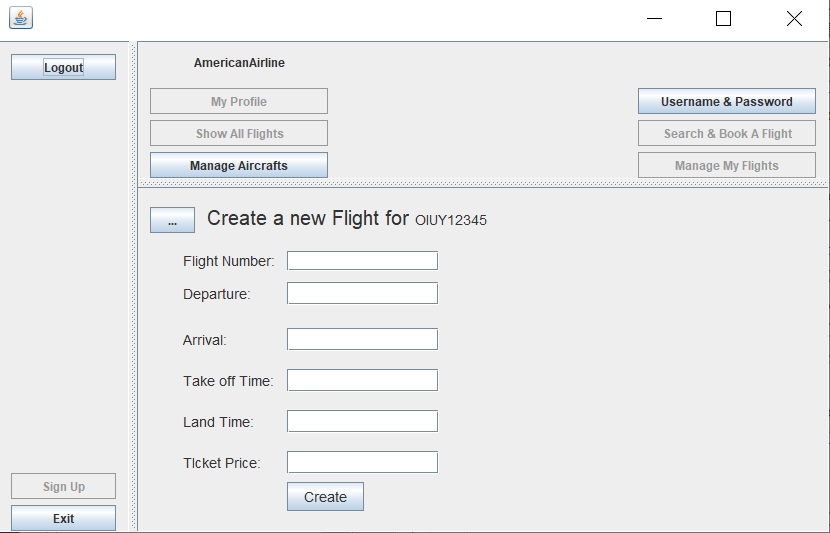 Logout
AmericanAirline
My Profile
Username & Password
Show All Flights
Search & Book A Flight
Manage Aircrafts
Manage My Flights
... Create a new Flight for OIUY12345
Flight Number:
Departure:
Arrival:
Take off Time:
Land Time:
TIcket Price:
Create
Sign Up
Exit